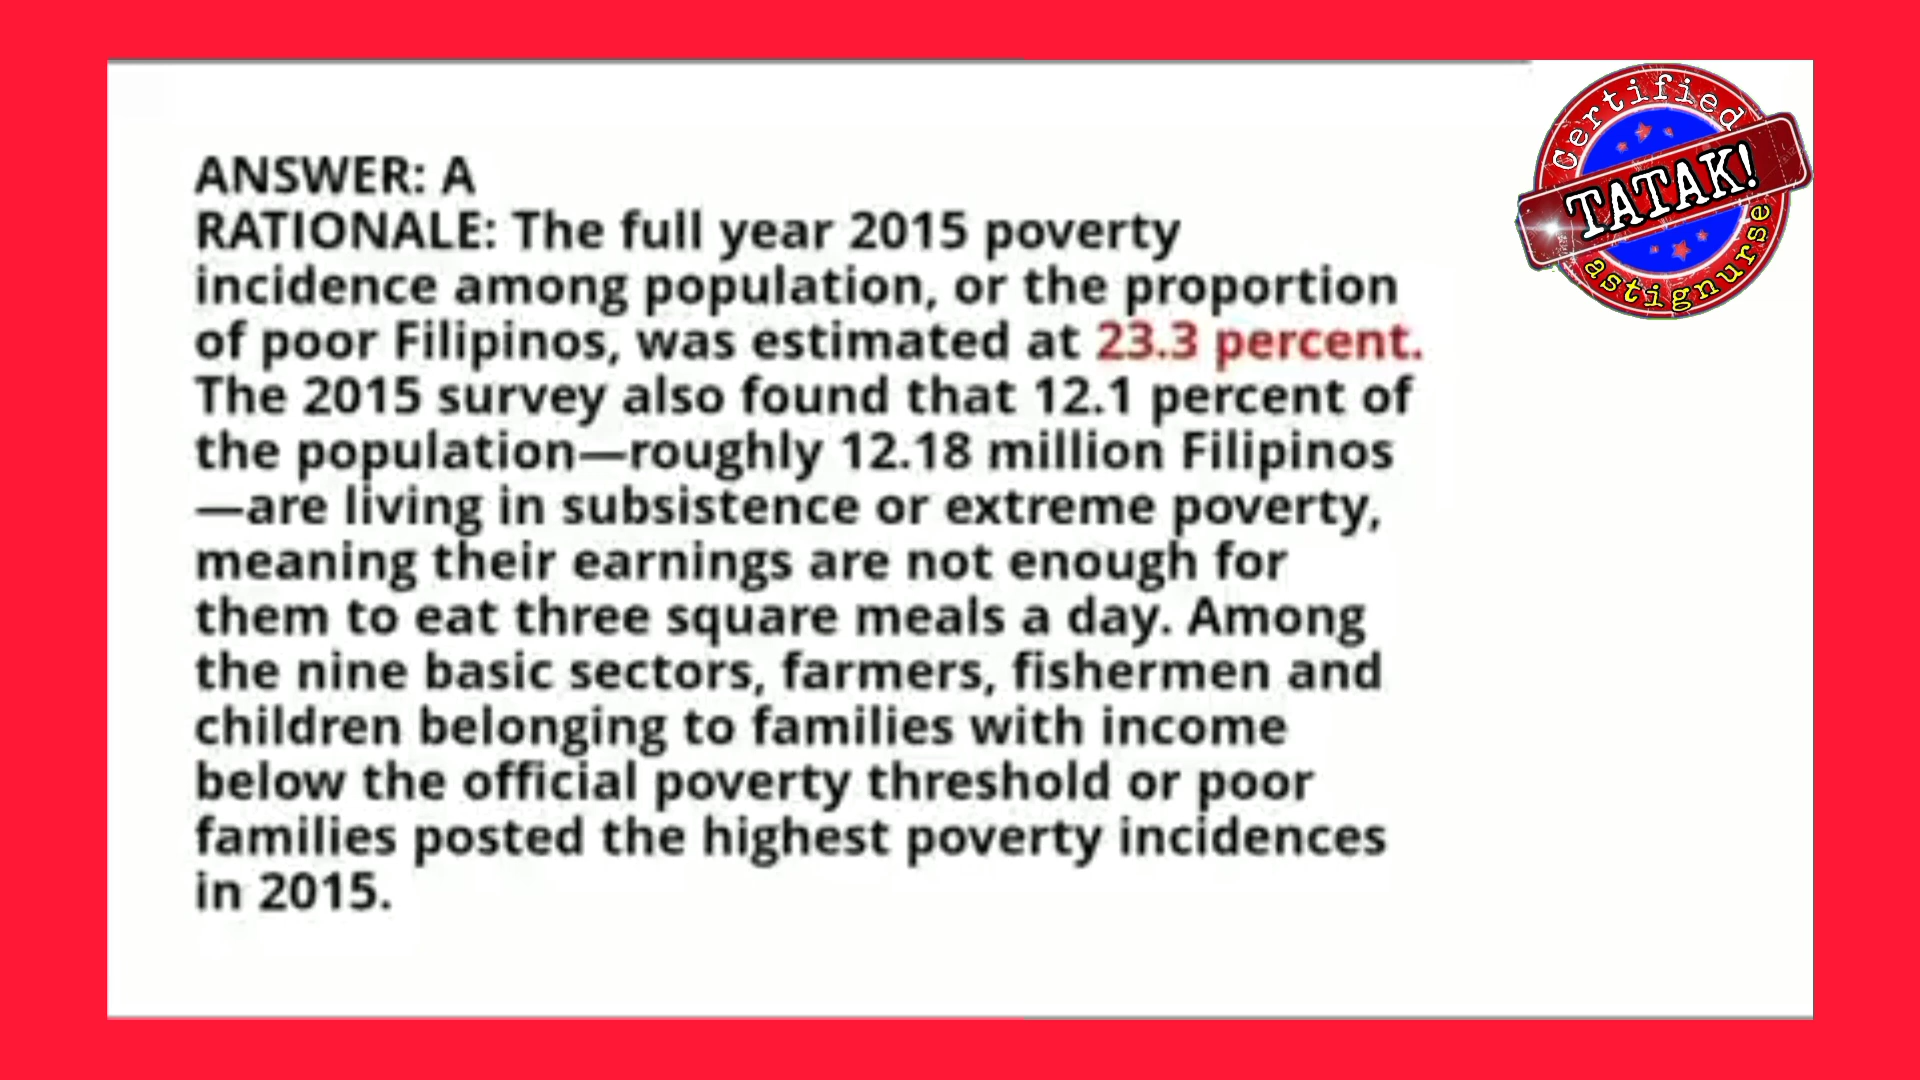 ANSWER: A
RATIONALE: The full year 2015 poverty
incidence among population, or the proportion
of poor Filipinos, was estimated at 23.3 percent.
The 2015 survey also found that 12.1 percent of
the population—roughly 12.18 million Filipinos
—are living in subsistence or extreme poverty,
meaning their earnings are not enough for
them to eat three square meals a day. Among
the nine basic sectors, farmers, fishermen and
children belonging to families with income
below the official poverty threshold or poor
families posted the highest poverty incidences
in 2015.
Certified
TATAK!
astignurse